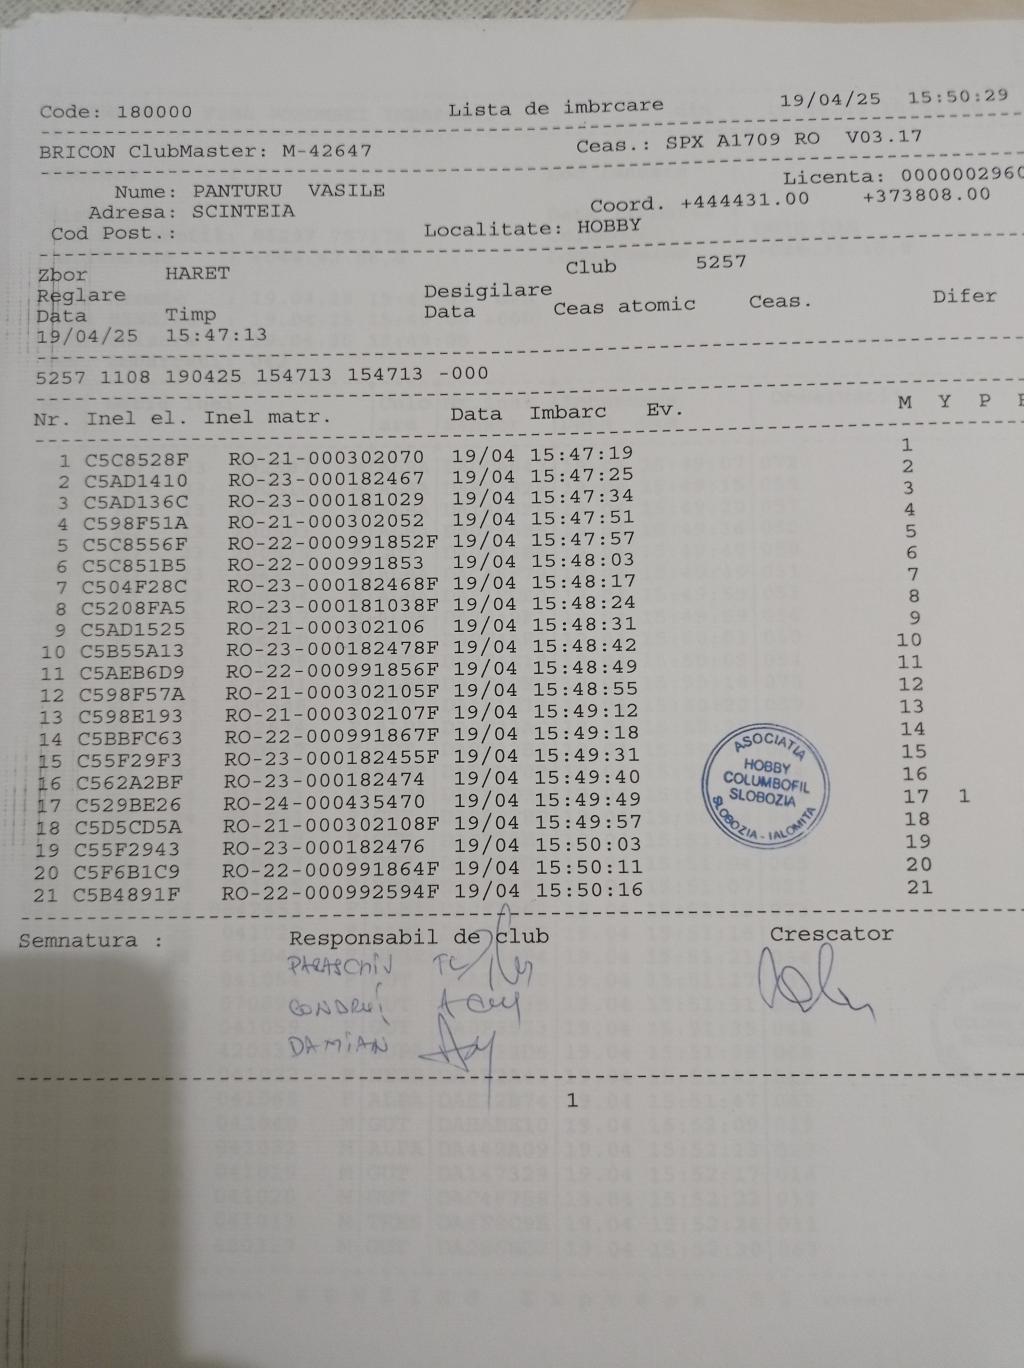 Code: 180000 Lista de imbrcare 19/04/25 15:50:29
BRICON ClubMaster: M-42647 Ceas.: SPX A1709 RO V03.17
Nume: PANTURU VASILE Licenta: 0000002960
Adresa: SCINTEIA Coord. +444431.00 +373808.00
Cod Post.: Localitate: HOBBY
Zbor HARET Club 5257
Reglare Desigilare
Data Timp Data Ceas atomic Ceas. Difer
19/04/25 15:47:13
5257 1108 190425 154713 154713 -000
Nr. Inel el. Inel matr. Data Imbarc Ev. M Y P
1 C5C8528F RO-21-000302070 19/04 15:47:19 1
2 C5AD1410 RO-23-000182467 19/04 15:47:25 2
3 C5AD136C RO-23-000181029 19/04 15:47:34 3
4 C598F51A RO-21-000302052 19/04 15:47:51 4
5 C5C8556F RO-22-000991852F 19/04 15:47:57 5
6 C5C851B5 RO-22-000991853 19/04 15:48:03 6
7 C504F28C RO-23-000182468F 19/04 15:48:17 7
8 C5208FA5 RO-23-000181038F 19/04 15:48:24 8
9 C5AD1525 RO-21-000302106 19/04 15:48:31 9
10 C5B55A13 RO-23-000182478F 19/04 15:48:42 10
11 C5AEB6D9 RO-22-000991856F 19/04 15:48:49 11
12 C598F57A RO-21-000302105F 19/04 15:48:55 12
13 C598E193 RO-21-000302107F 19/04 15:49:12 13
14 C5BBFC63 RO-22-000991867F 19/04 15:49:18 14
15 C55F29F3 RO-23-000182455F 19/04 15:49:31 15
16 C562A2BF RO-23-000182474 19/04 15:49:40 16
17 C529BE26 RO-24-000435470 19/04 15:49:49 17 1
18 C5D5CD5A RO-21-000302108F 19/04 15:49:57 18
19 C55F2943 RO-23-000182476 19/04 15:50:03 19
20 C5F6B1C9 RO-22-000991864F 19/04 15:50:11 20
21 C5B4891F RO-22-000992594F 19/04 15:50:16 21
ASOCIATIA
HOBBY
COLUMBOFIL
SLOBOZIA
SLOBOZIA - IALOMITA
Semnatura : Responsabil de club Crescator
PARASCHIV
DAMIAN
1